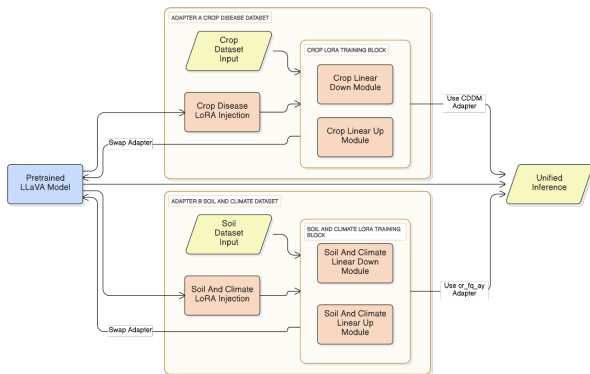 ADAPTER A CROP DISEASE DATASET
Crop
Dataset
Input
CROP LORA TRAINING BLOCK
Crop Linear
Down Module
Crop Disease
LoRA Injection
Crop Linear Up
Module
Use CDDM
Adapter
Swap Adapter
Pretrained
LLaVA Model
Unified
Inference
ADAPTER B SOIL AND CLIMATE DATASET
Soil
Dataset
Input
SOIL AND CLIMATE LORA TRAINING
BLOCK
Soil And Climate
Linear Down
Module
Soil And Climate
LoRA Injection
Soil And Climate
Linear Up
Module
Use cr_fq_ay
Adapter
Swap Adapter